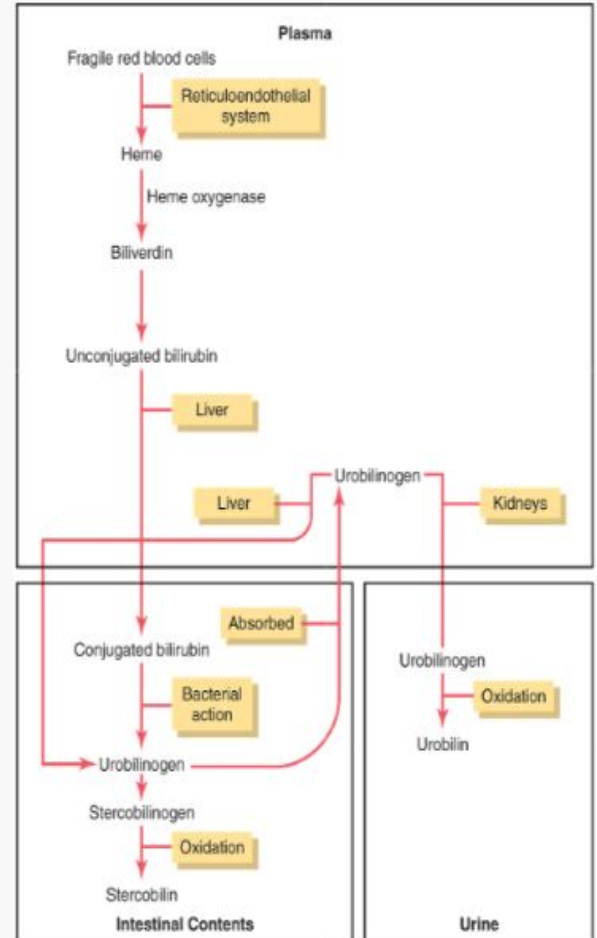 Plasma
Fragile red blood cells
Reticuloendothelial
system
Heme
Heme oxygenase
Biliverdin
Unconjugated bilirubin
Liver
Urobilinogen
Liver
Kidneys
Absorbed
Conjugated bilirubin
Bacterial
action
Urobilinogen
Stercobilinogen
Oxidation
Stercobilin
Intestinal Contents
Urobilinogen
Oxidation
Urobilin
Urine